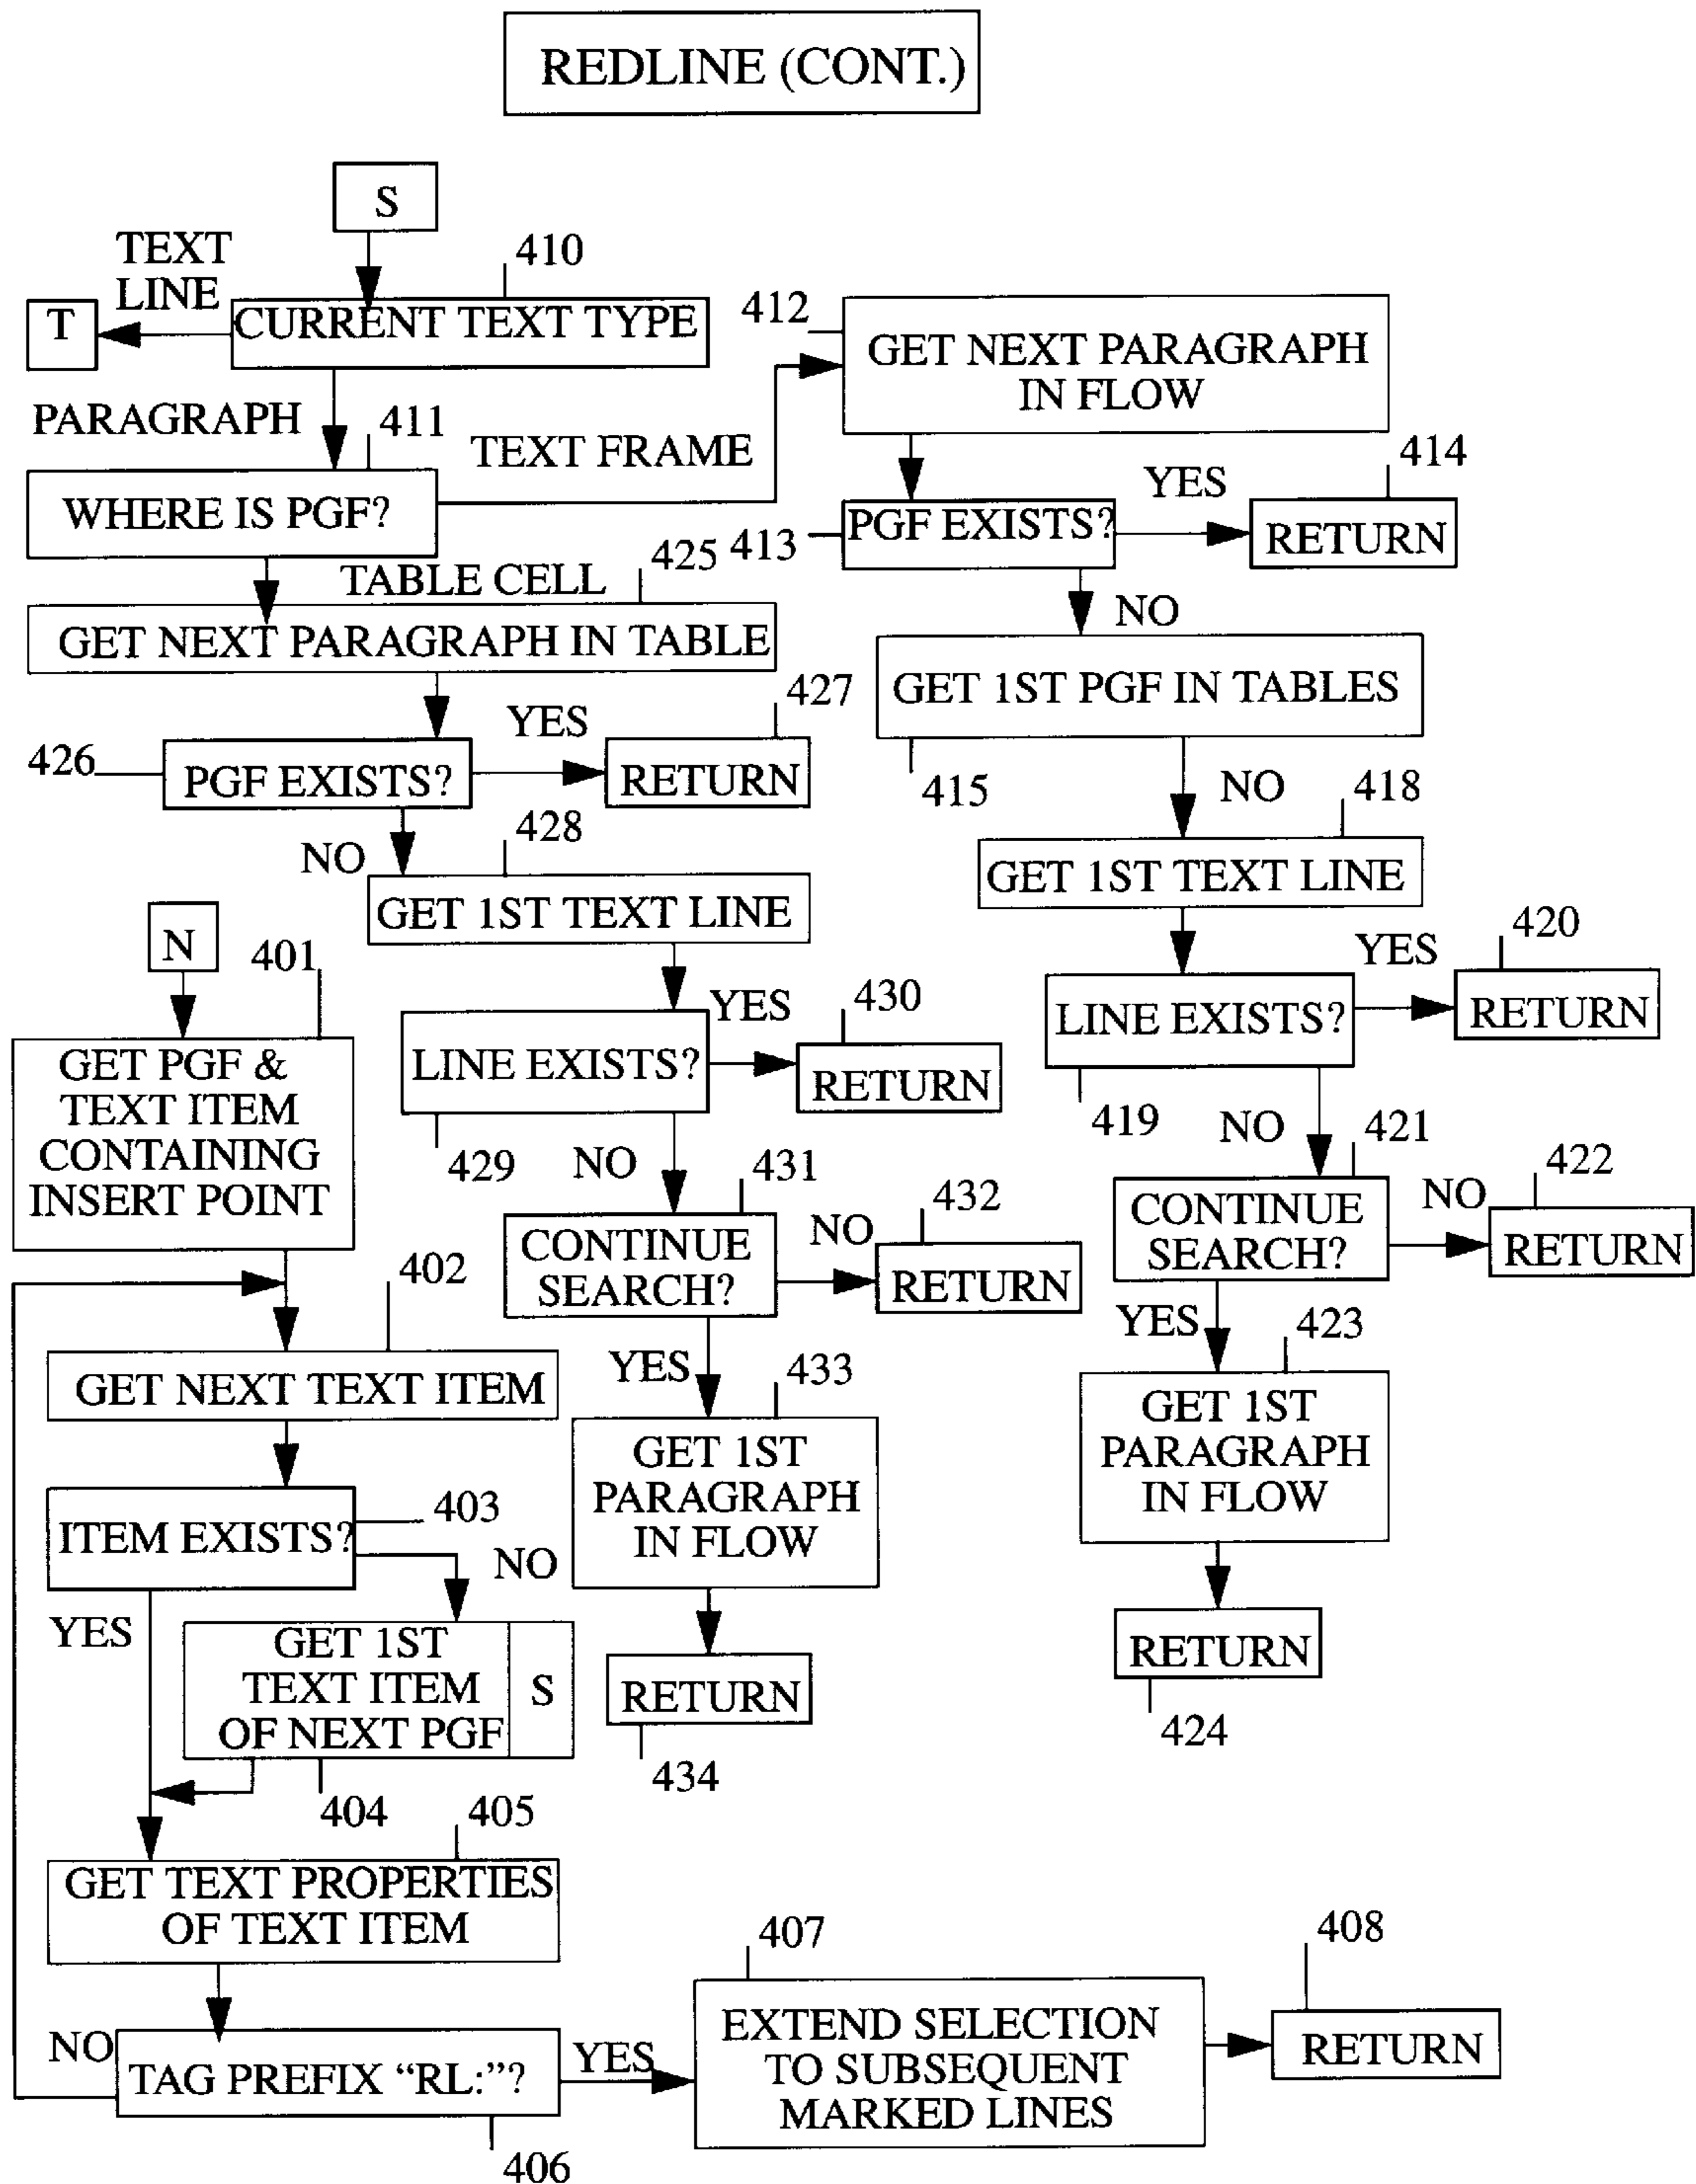 REDLINE (CONT.)
S
TEXT
LINE
410
T
CURRENT TEXT TYPE
412
GET NEXT PARAGRAPH
IN FLOW
PARAGRAPH
411
TEXT FRAME
WHERE IS PGF?
413
PGF EXISTS?
YES
414
RETURN
TABLE CELL
425
GET NEXT PARAGRAPH IN TABLE
NO
GET 1ST PGF IN TABLES
415
426
PGF EXISTS?
YES
427
RETURN
NO
418
GET 1ST TEXT LINE
NO
428
GET 1ST TEXT LINE
LINE EXISTS?
YES
420
RETURN
419
N
401
GET PGF &
TEXT ITEM
CONTAINING
INSERT POINT
LINE EXISTS?
YES
430
RETURN
429
NO
421
CONTINUE
SEARCH?
NO
422
RETURN
NO
431
CONTINUE
SEARCH?
NO
432
RETURN
402
GET NEXT TEXT ITEM
YES
423
GET 1ST
PARAGRAPH
IN FLOW
YES
433
GET 1ST
PARAGRAPH
IN FLOW
ITEM EXISTS?
403
NO
YES
GET 1ST
TEXT ITEM
OF NEXT PGF
S
RETURN
434
RETURN
424
404
405
GET TEXT PROPERTIES
OF TEXT ITEM
NO
TAG PREFIX “RL:”?
406
YES
407
EXTEND SELECTION
TO SUBSEQUENT
MARKED LINES
408
RETURN